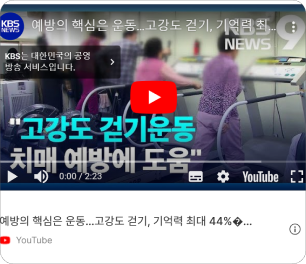 KBS NEWS
예방의 핵심은 운동…고강도 걷기, 기억력 최...
KBS NEWS 9
KBS는 대한민국의 공영
방송 서비스입니다.
"고강도 걷기운동
치매 예방에 도움"
0:00 / 2:23
YouTube
예방의 핵심은 운동…고강도 걷기, 기억력 최대 44%�...
YouTube